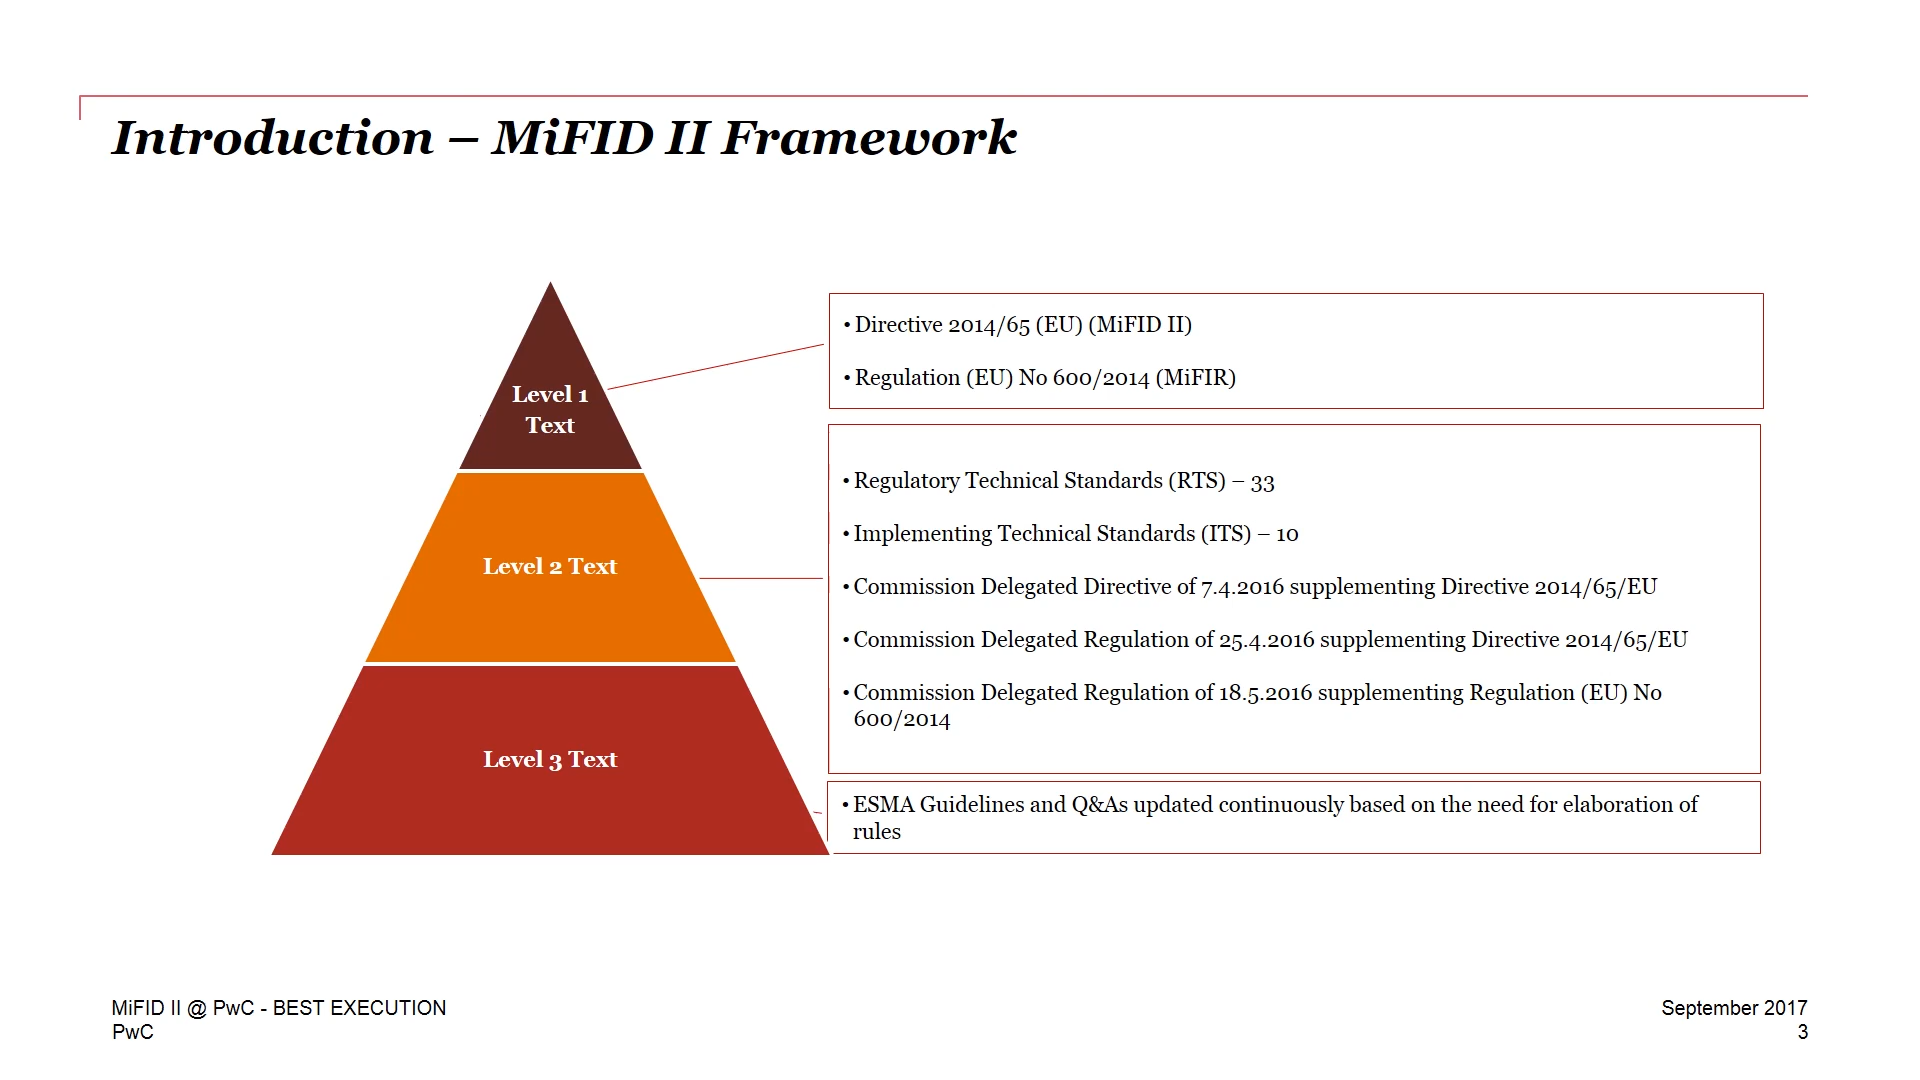 Introduction – MiFID II Framework
Level 1
Text
• Directive 2014/65 (EU) (MiFID II)
• Regulation (EU) No 600/2014 (MiFIR)
Level 2 Text
• Regulatory Technical Standards (RTS) – 33
• Implementing Technical Standards (ITS) – 10
• Commission Delegated Directive of 7.4.2016 supplementing Directive 2014/65/EU
• Commission Delegated Regulation of 25.4.2016 supplementing Directive 2014/65/EU
• Commission Delegated Regulation of 18.5.2016 supplementing Regulation (EU) No
600/2014
Level 3 Text
• ESMA Guidelines and Q&As updated continuously based on the need for elaboration of
rules
MiFID II @ PwC - BEST EXECUTION
PwC
September 2017
3